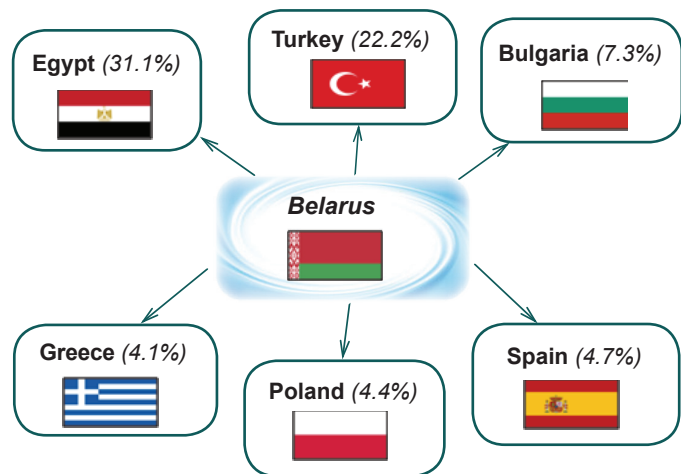 Egypt (31.1%)
Turkey (22.2%)
Bulgaria (7.3%)
Belarus
Greece (4.1%)
Poland (4.4%)
Spain (4.7%)